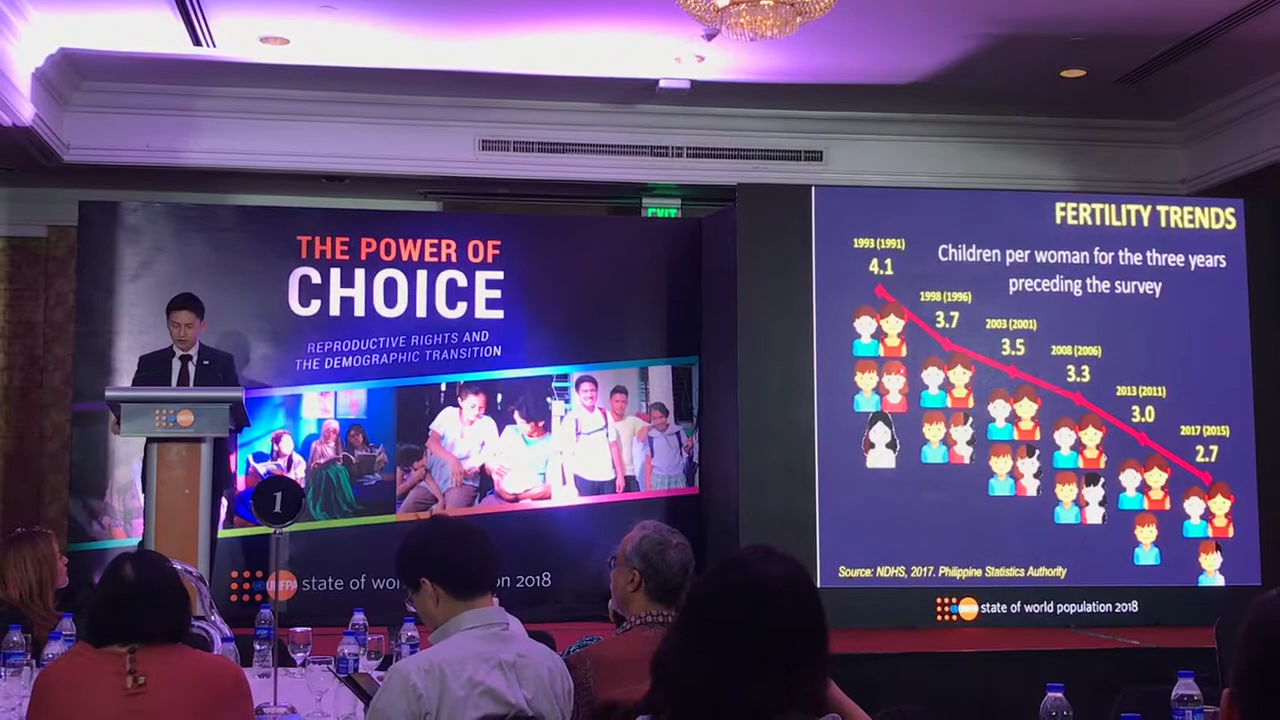 EXIT
THE POWER OF
CHOICE
REPRODUCTIVE RIGHTS AND
THE DEMOGRAPHIC TRANSITION
1
UNFPA state of world population 2018
FERTILITY TRENDS
Children per woman for the three years
preceding the survey
1993 (1991)
4.1
1998 (1996)
3.7
2003 (2001)
3.5
2008 (2006)
3.3
2013 (2011)
3.0
2017 (2015)
2.7
Source: NDHS, 2017. Philippine Statistics Authority
state of world population 2018